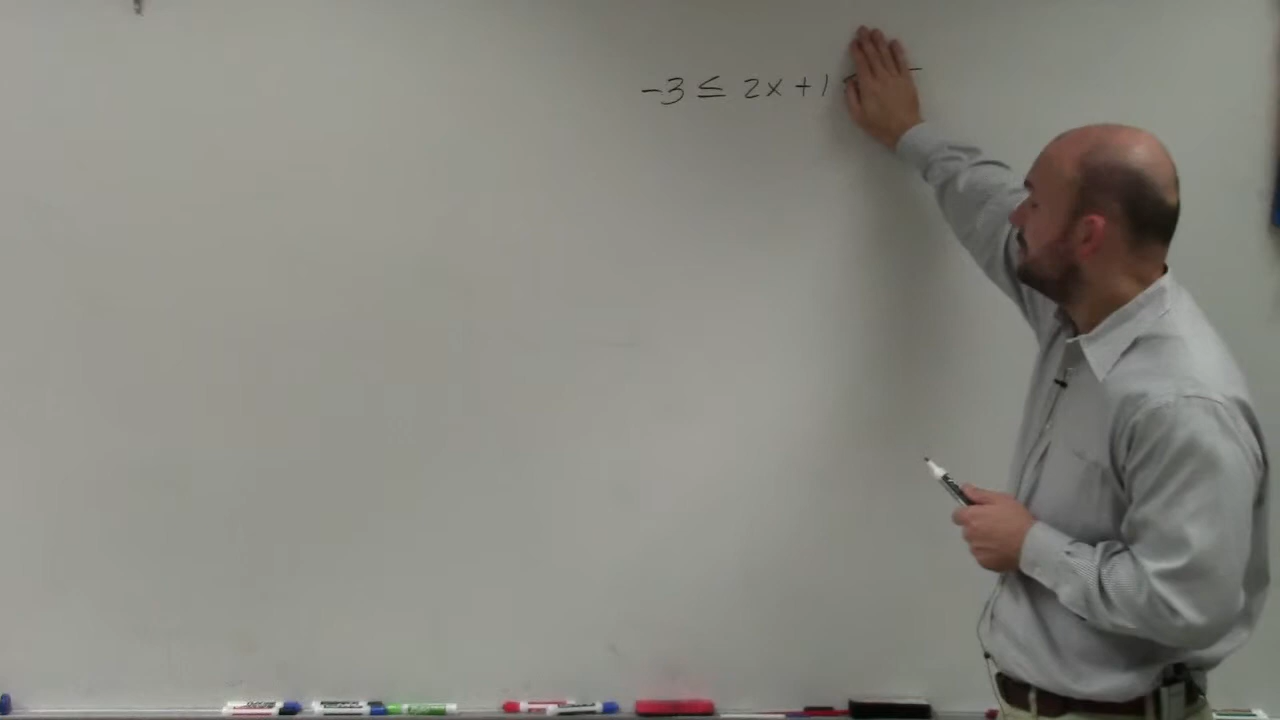 -3 ≤ 2x + 1